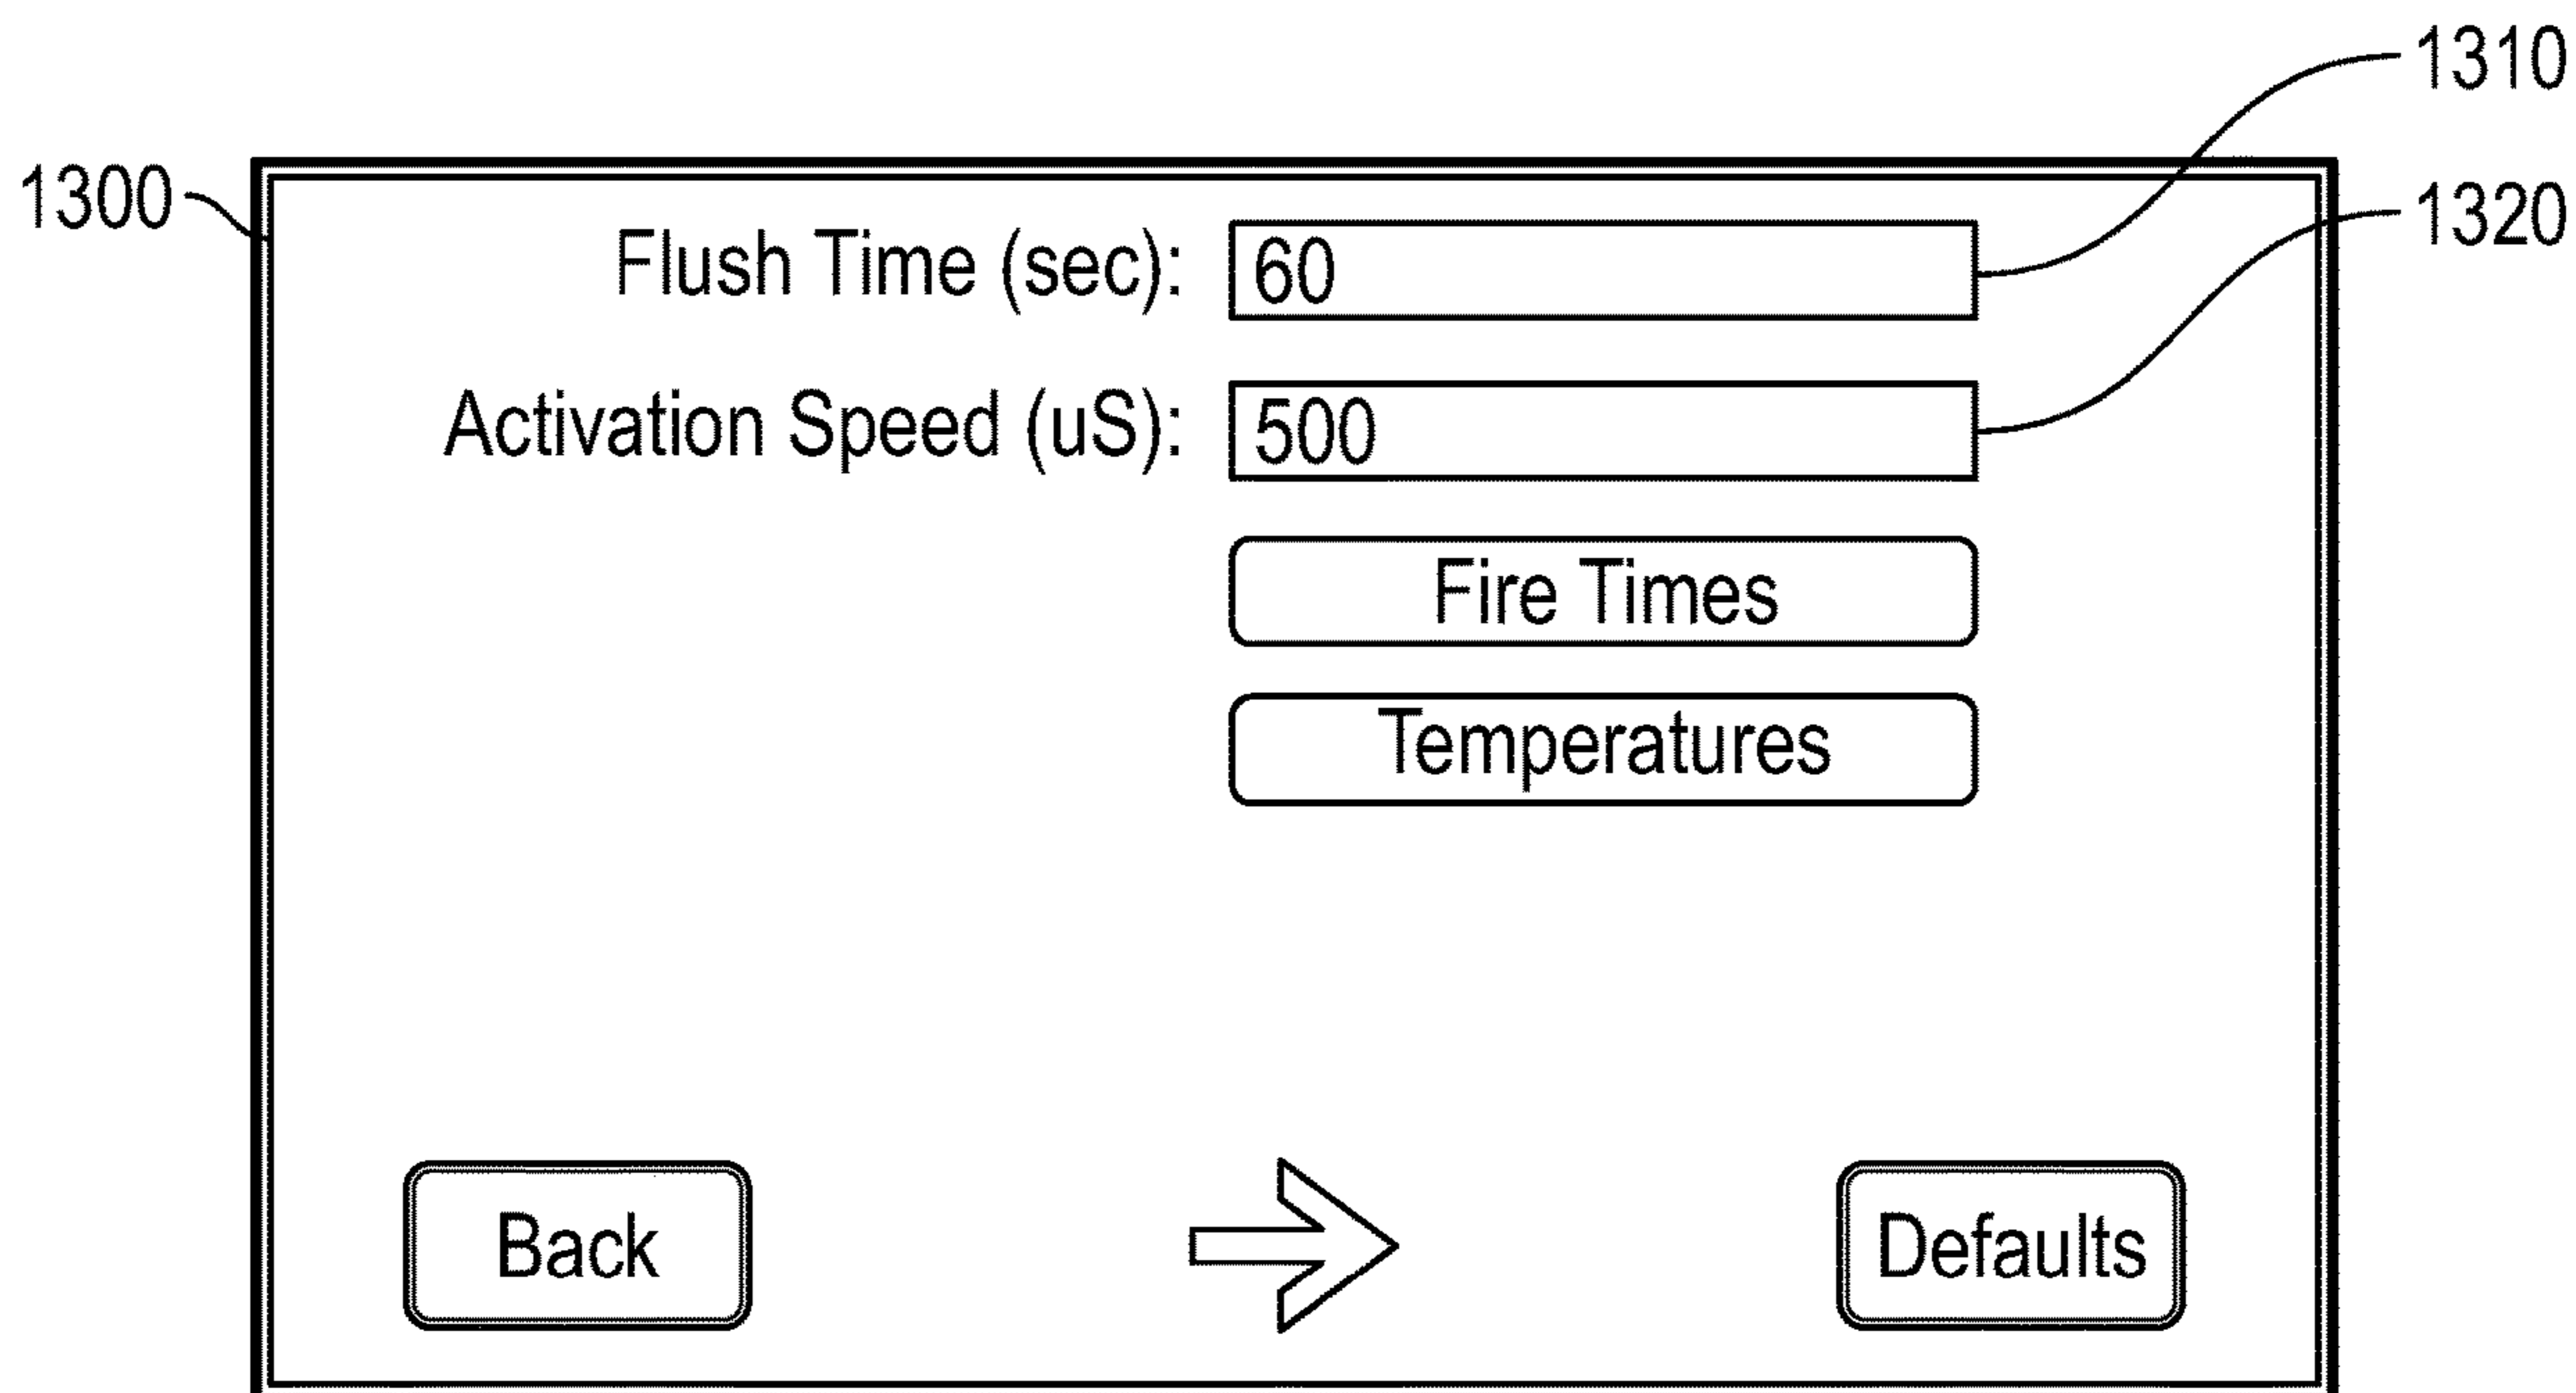 1310
1300
1320
Flush Time (sec): 60
Activation Speed (uS): 500
Fire Times
Temperatures
Back
Defaults